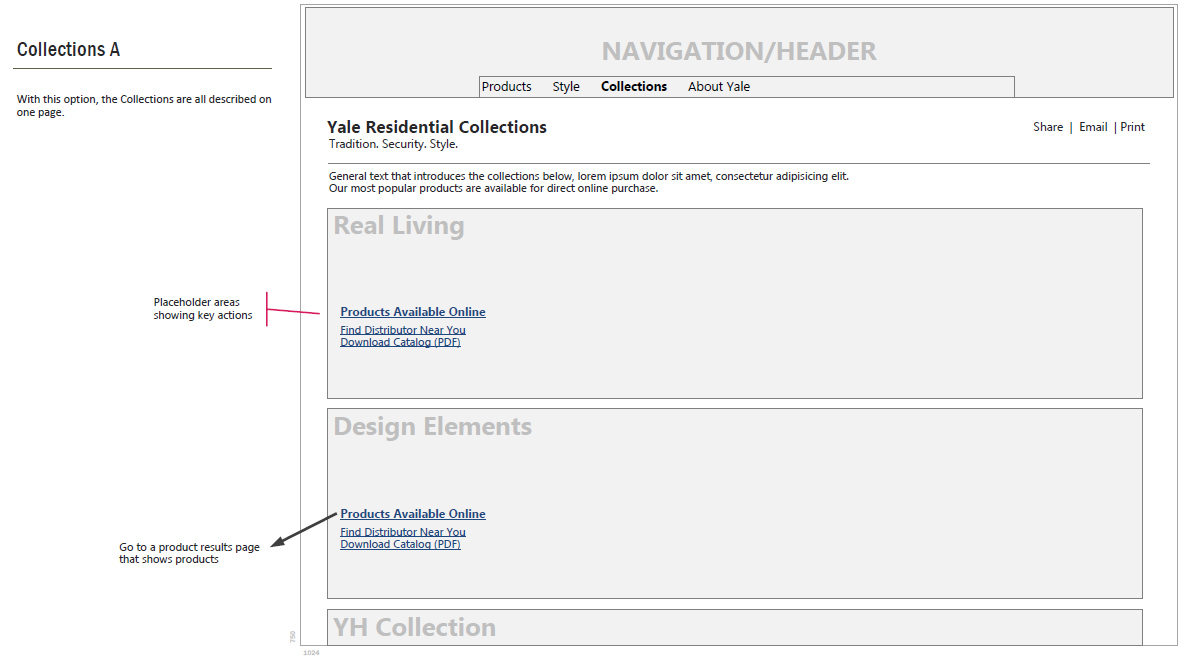 Collections A
With this option, the Collections are all described on
one page.
NAVIGATION/HEADER
Products Style Collections About Yale
Yale Residential Collections
Tradition. Security. Style.
Share | Email | Print
General text that introduces the collections below, lorem ipsum dolor sit amet, consectetur adipisicing elit.
Our most popular products are available for direct online purchase.
Real Living
Placeholder areas
showing key actions
Products Available Online
Find Distributor Near You
Download Catalog (PDF)
Design Elements
Products Available Online
Find Distributor Near You
Download Catalog (PDF)
Go to a product results page
that shows products
YH Collection
750
1024